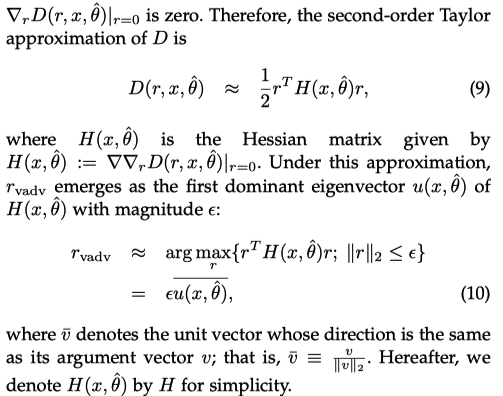 ∇_r D(r, x, θ̂)|_{r=0} is zero. Therefore, the second-order Taylor
approximation of D is
D(r, x, θ̂) ≈ 1/2 r^T H(x, θ̂)r, (9)
where H(x, θ̂) is the Hessian matrix given by
H(x, θ̂) := ∇∇_r D(r, x, θ̂)|_{r=0}. Under this approximation,
r_vadv emerges as the first dominant eigenvector u(x, θ̂) of
H(x, θ̂) with magnitude ϵ:
r_vadv ≈ arg max_r {r^T H(x, θ̂)r; ‖r‖₂ ≤ ϵ}
= \overline{ϵu(x, θ̂)}, (10)
where v̄ denotes the unit vector whose direction is the same
as its argument vector v; that is, v̄ ≡ v/‖v‖₂. Hereafter, we
denote H(x, θ̂) by H for simplicity.